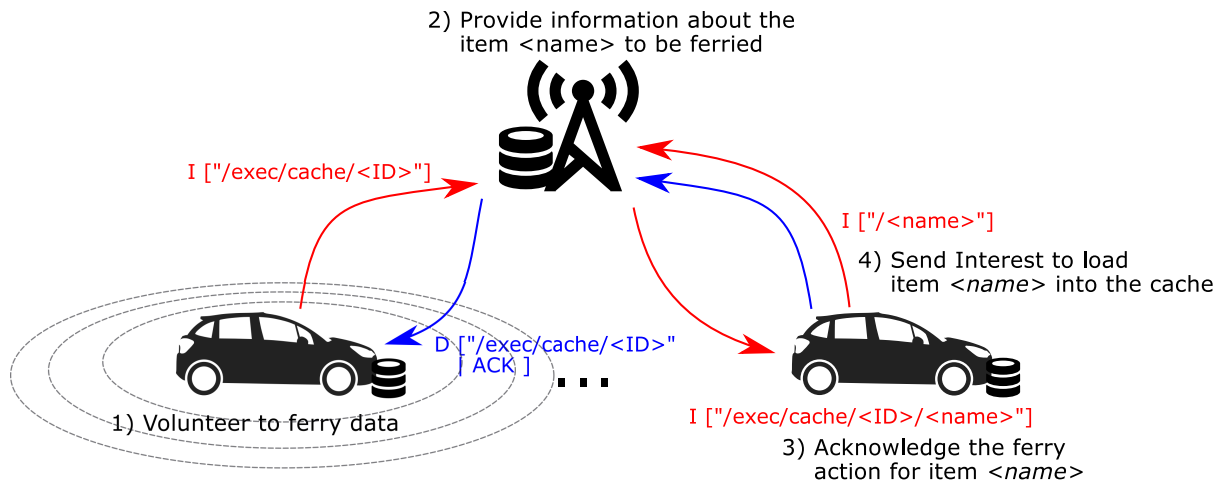 2) Provide information about the
item <name> to be ferried
I ["/exec/cache/<ID>"]
I ["/<name>"]
4) Send Interest to load
item <name> into the cache
D ["/exec/cache/<ID>"
| ACK ]
...
1) Volunteer to ferry data
I ["/exec/cache/<ID>/<name>"]
3) Acknowledge the ferry
action for item <name>